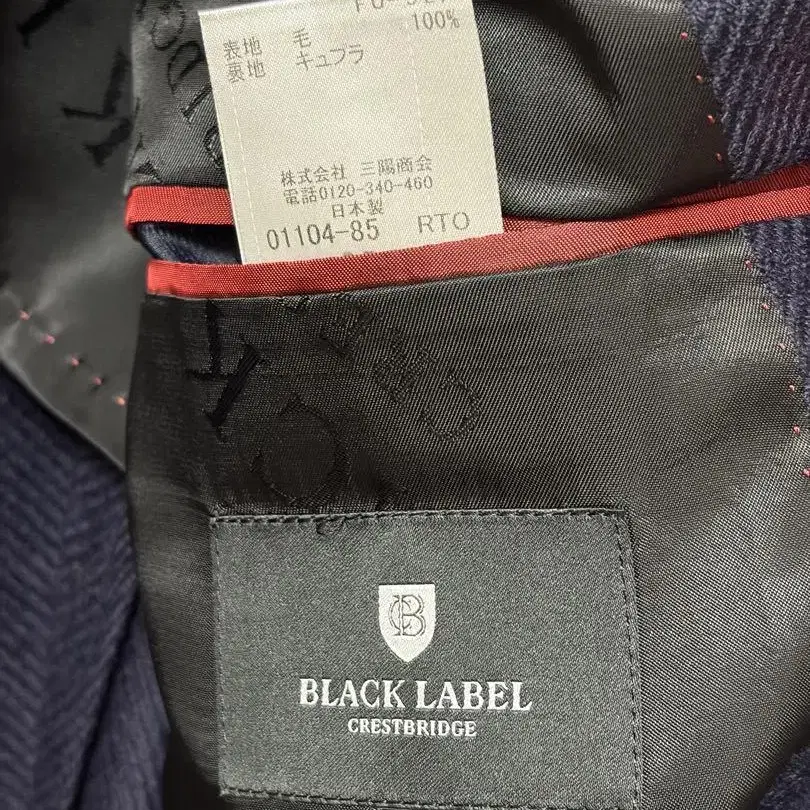 表地 毛 100%
裏地 キュプラ
株式会社 三陽商会
電話0120-340-460
日本製
01104-85 RTO
CB
BLACK LABEL
CRESTBRIDGE